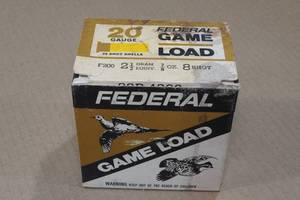 20
GAUGE
25 SHOT SHELLS
FEDERAL
GAME
LOAD
F200 2½ DRAM EQUIV. ⅞ OZ. 8 SHOT
FEDERAL
GAME LOAD
WARNING KEEP OUT OF THE REACH OF CHILDREN